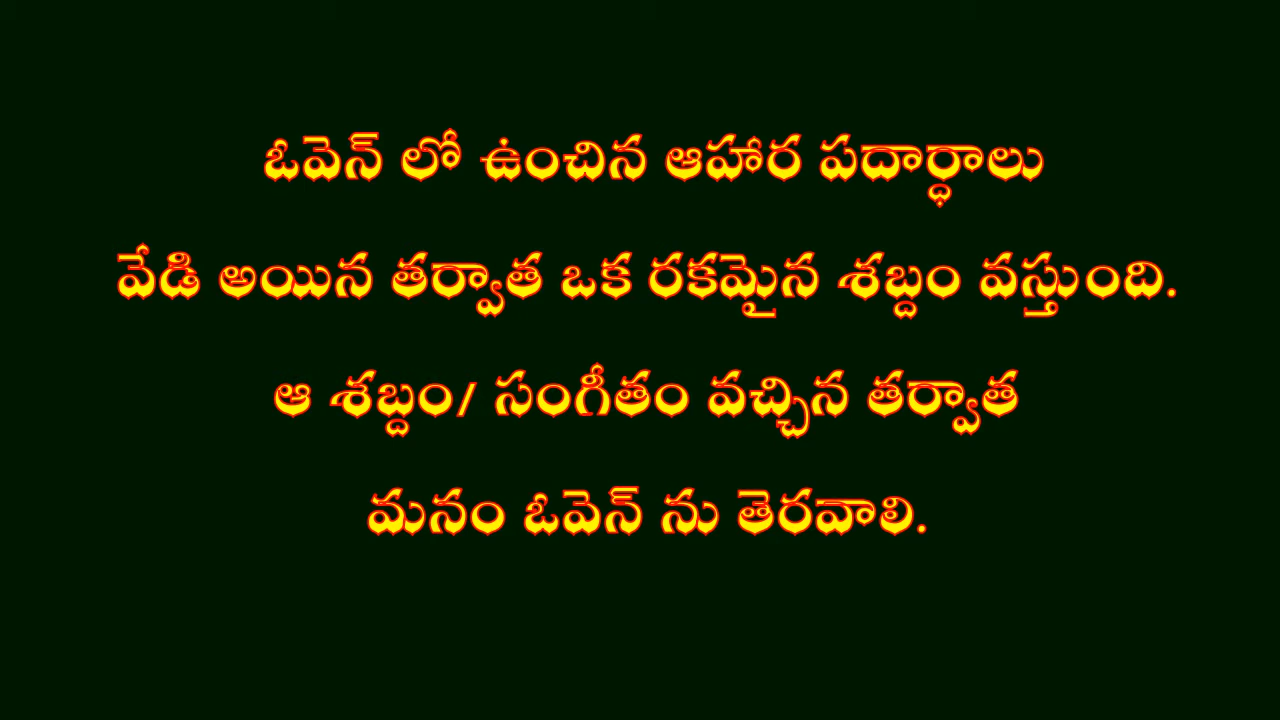 ఓవెన్ లో ఉంచిన ఆహార పదార్ధాలు
వేడి అయిన తర్వాత ఒక రకమైన శబ్దం వస్తుంది.
ఆ శబ్దం/ సంగీతం వచ్చిన తర్వాత
మనం ఓవెన్ ను తెరవాలి.